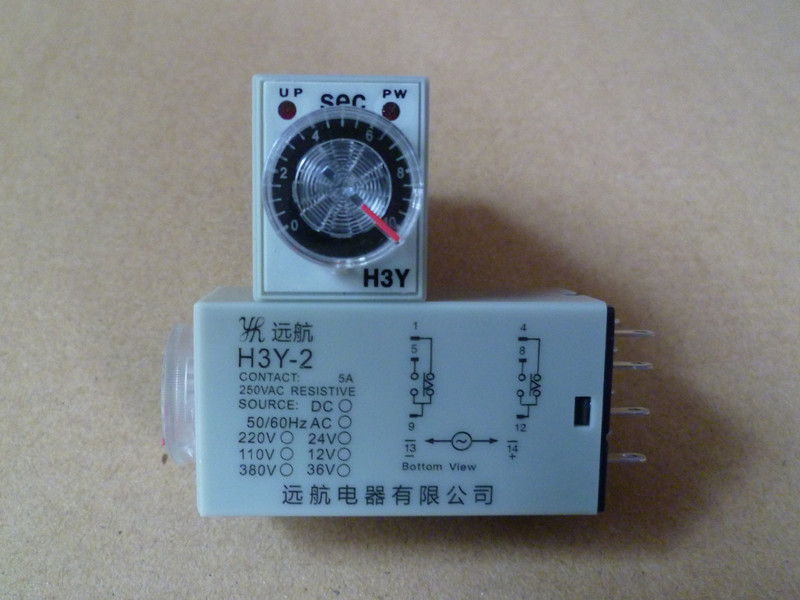 UP PW
sec
0 2 4 6 8 10
H3Y
YH 远航
H3Y-2
CONTACT: 5A
250VAC RESISTIVE
SOURCE: DC
50/60Hz AC
220V 24V
110V 12V
380V 36V
1 4
5 8
9 12
13 14
- +
Bottom View
远航电器有限公司